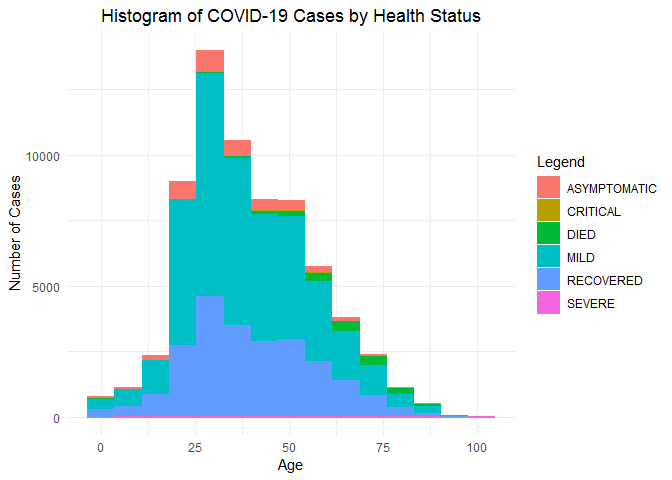 Histogram of COVID-19 Cases by Health Status
Number of Cases
10000
5000
0
0 25 50 75 100
Age
Legend
ASYMPTOMATIC
CRITICAL
DIED
MILD
RECOVERED
SEVERE